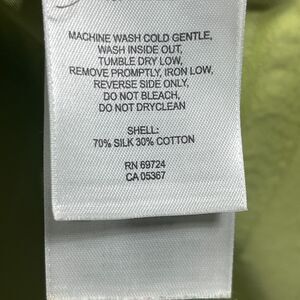 MACHINE WASH COLD GENTLE,
WASH INSIDE OUT,
TUMBLE DRY LOW,
REMOVE PROMPTLY, IRON LOW,
REVERSE SIDE ONLY,
DO NOT BLEACH,
DO NOT DRYCLEAN
SHELL:
70% SILK 30% COTTON
RN 69724
CA 05367